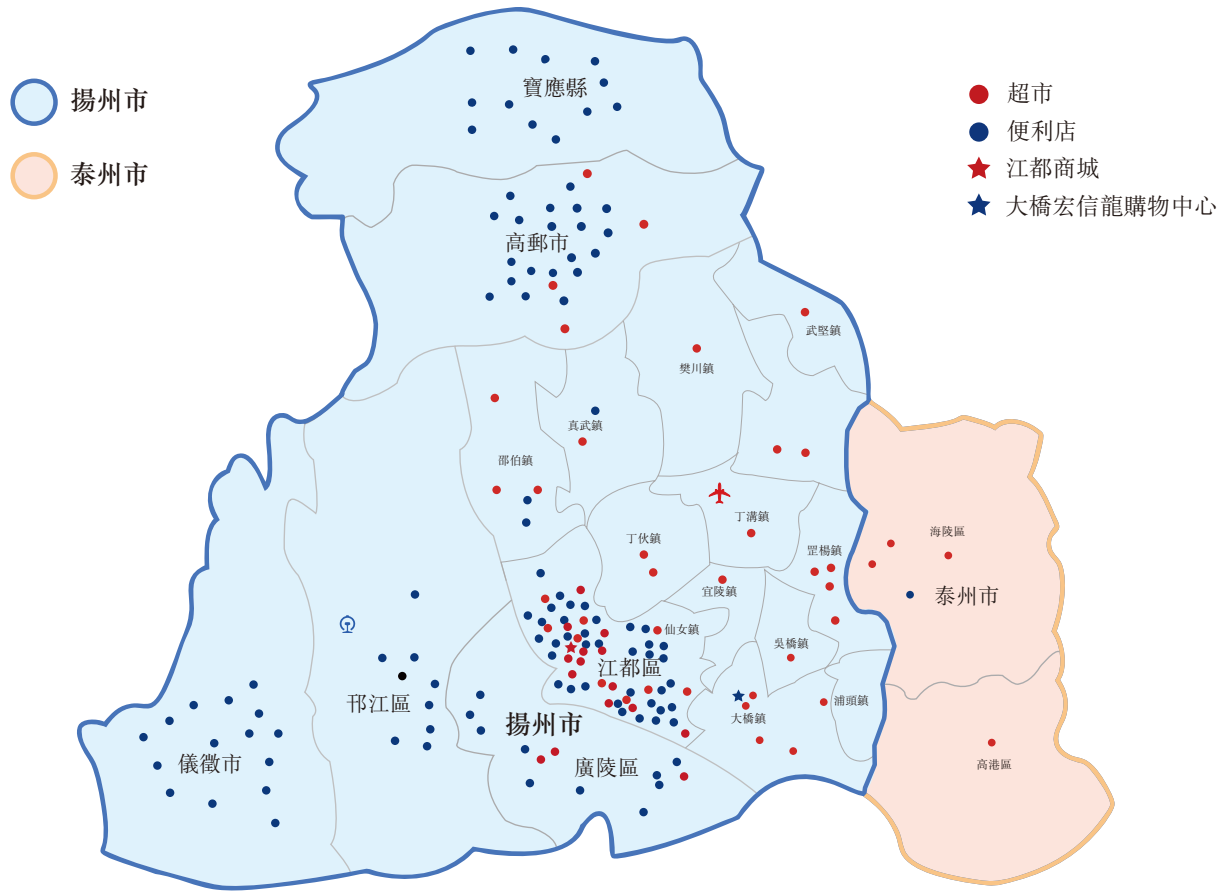 揚州市
泰州市
超市
便利店
江都商城
大橋宏信龍購物中心
寶應縣
高郵市
武堅鎮
樊川鎮
真武鎮
邵伯鎮
丁溝鎮
丁伙鎮
罡楊鎮
海陵區
宜陵鎮
泰州市
仙女鎮
吳橋鎮
江都區
邗江區
浦頭鎮
大橋鎮
揚州市
儀徵市
廣陵區
高港區